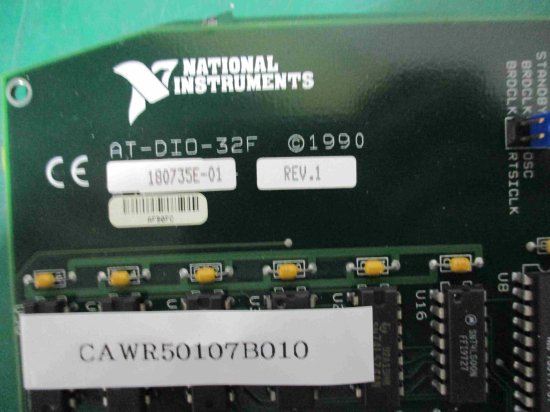 NATIONAL
INSTRUMENTS
AT-DIO-32F ©1990
CE
180735E-01 REV.1
STANDBY
BRDCLK
BRDCLK
OSC
RTSICLK
U16
U8
CAWR50107B010